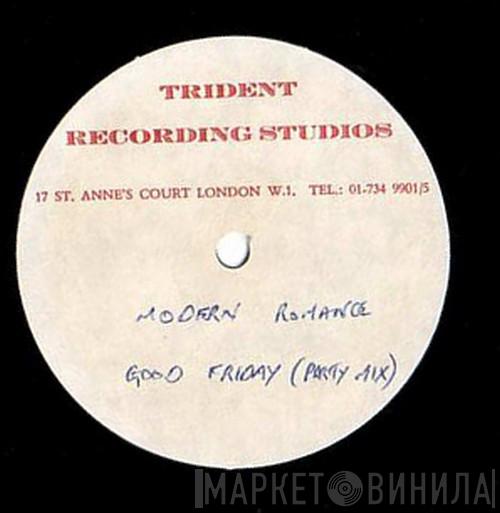 TRIDENT
RECORDING STUDIOS
17 ST. ANNE'S COURT LONDON W.1. TEL.: 01-734 9901/5
MODERN ROMANCE
GOOD FRIDAY (PARTY MIX)
МАРКЕТ ВИНИЛА